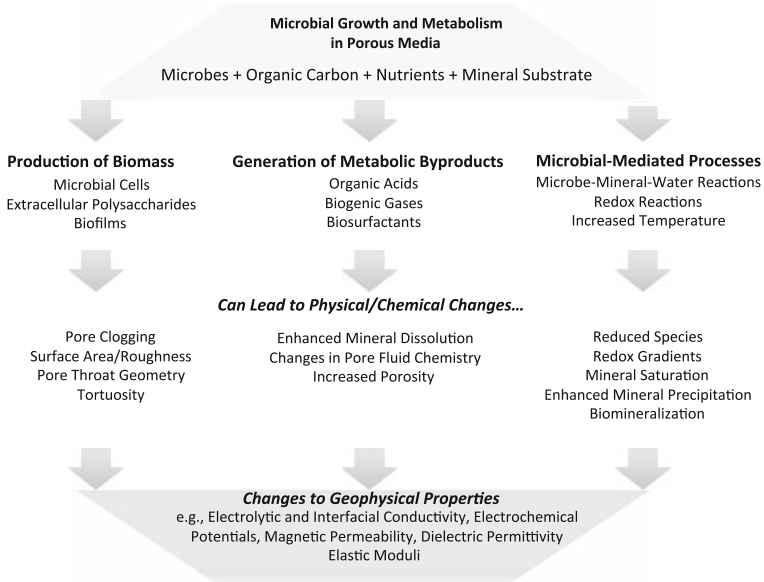 Microbial Growth and Metabolism
in Porous Media
Microbes + Organic Carbon + Nutrients + Mineral Substrate
Production of Biomass
Microbial Cells
Extracellular Polysaccharides
Biofilms
Generation of Metabolic Byproducts
Organic Acids
Biogenic Gases
Biosurfactants
Microbial-Mediated Processes
Microbe-Mineral-Water Reactions
Redox Reactions
Increased Temperature
Can Lead to Physical/Chemical Changes...
Pore Clogging
Surface Area/Roughness
Pore Throat Geometry
Tortuosity
Enhanced Mineral Dissolution
Changes in Pore Fluid Chemistry
Increased Porosity
Reduced Species
Redox Gradients
Mineral Saturation
Enhanced Mineral Precipitation
Biomineralization
Changes to Geophysical Properties
e.g., Electrolytic and Interfacial Conductivity, Electrochemical
Potentials, Magnetic Permeability, Dielectric Permittivity
Elastic Moduli